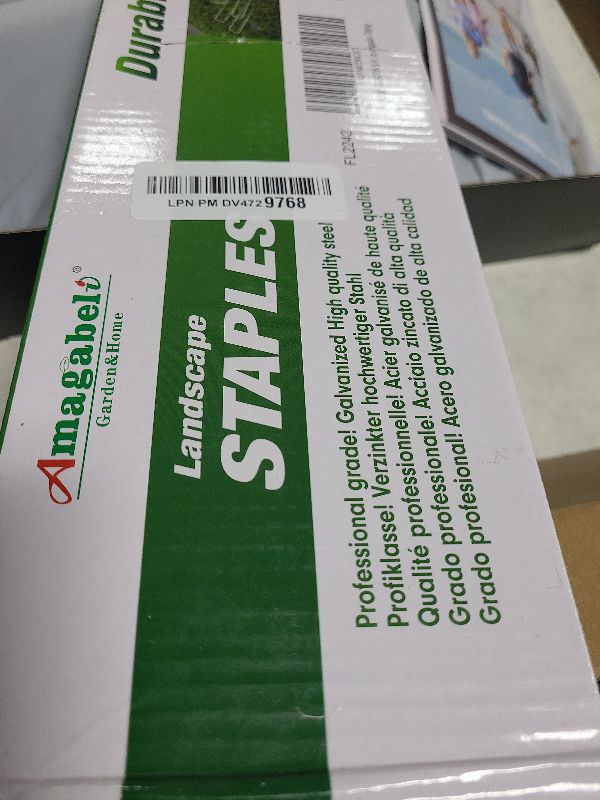 Durab
Amagabeli®
Garden&Home
LPN PM DV4729768
Landscape
STAPLES
FL2242
Professional grade! Galvanized High quality steel
Profiklasse! Verzinkter hochwertiger Stahl
Qualité professionnelle! Acier galvanisé de haute qualité
Grado professionale! Acciaio zincato di alta qualità
Grado profesional! Acero galvanizado de alta calidad